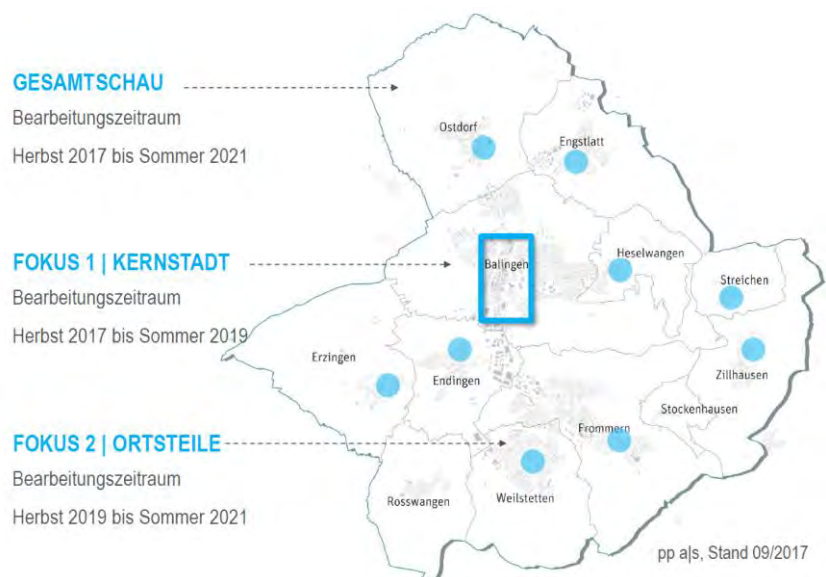 GESAMTSCHAU
Bearbeitungszeitraum
Herbst 2017 bis Sommer 2021
FOKUS 1 | KERNSTADT
Bearbeitungszeitraum
Herbst 2017 bis Sommer 2019
FOKUS 2 | ORTSTEILE
Bearbeitungszeitraum
Herbst 2019 bis Sommer 2021
Ostdorf
Engstlatt
Balingen
Heselwangen
Streichen
Erzingen
Endingen
Zillhausen
Stockenhausen
Frommern
Rosswangen
Weilstetten
pp a|s, Stand 09/2017